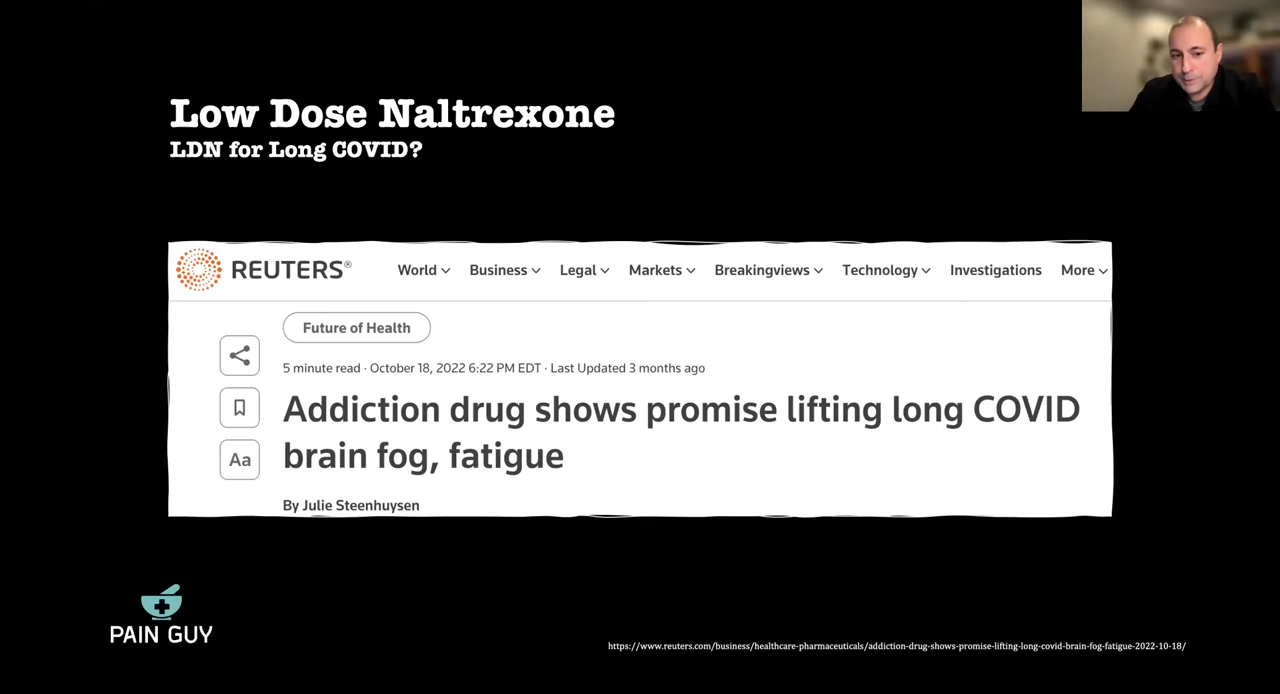 Low Dose Naltrexone
LDN for Long COVID?
REUTERS®
World Business Legal Markets Breakingviews Technology Investigations More
Future of Health
5 minute read · October 18, 2022 6:22 PM EDT · Last Updated 3 months ago
Addiction drug shows promise lifting long COVID
brain fog, fatigue
Aa
By Julie Steenhuysen
PAIN GUY
https://www.reuters.com/business/healthcare-pharmaceuticals/addiction-drug-shows-promise-lifting-long-covid-brain-fog-fatigue-2022-10-18/